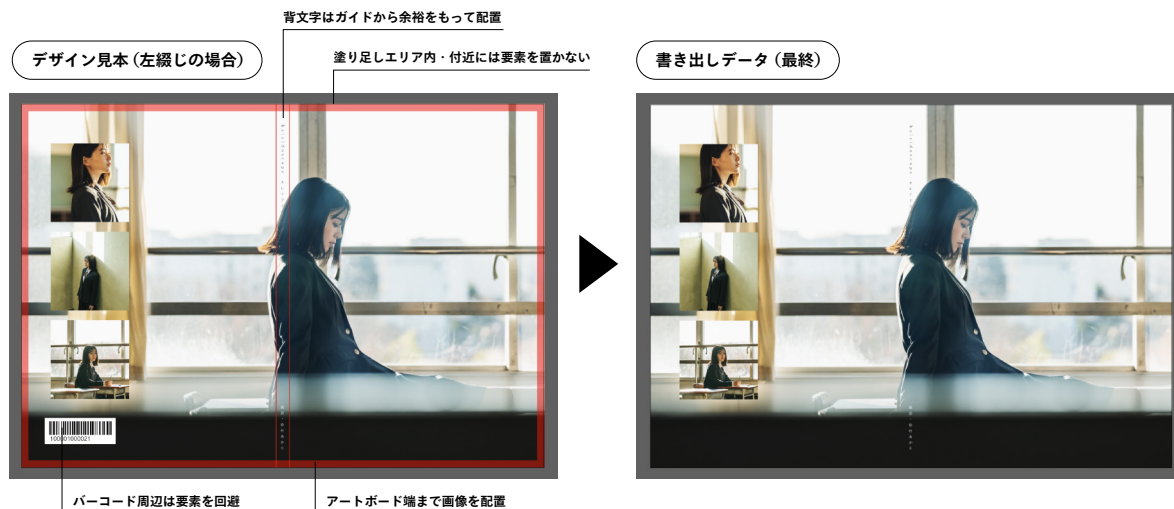 背文字はガイドから余裕をもって配置
デザイン見本（左綴じの場合）
塗り足しエリア内・付近には要素を置かない
書き出しデータ（最終）
100001000021
バーコード周辺は要素を回避
アートボード端まで画像を配置